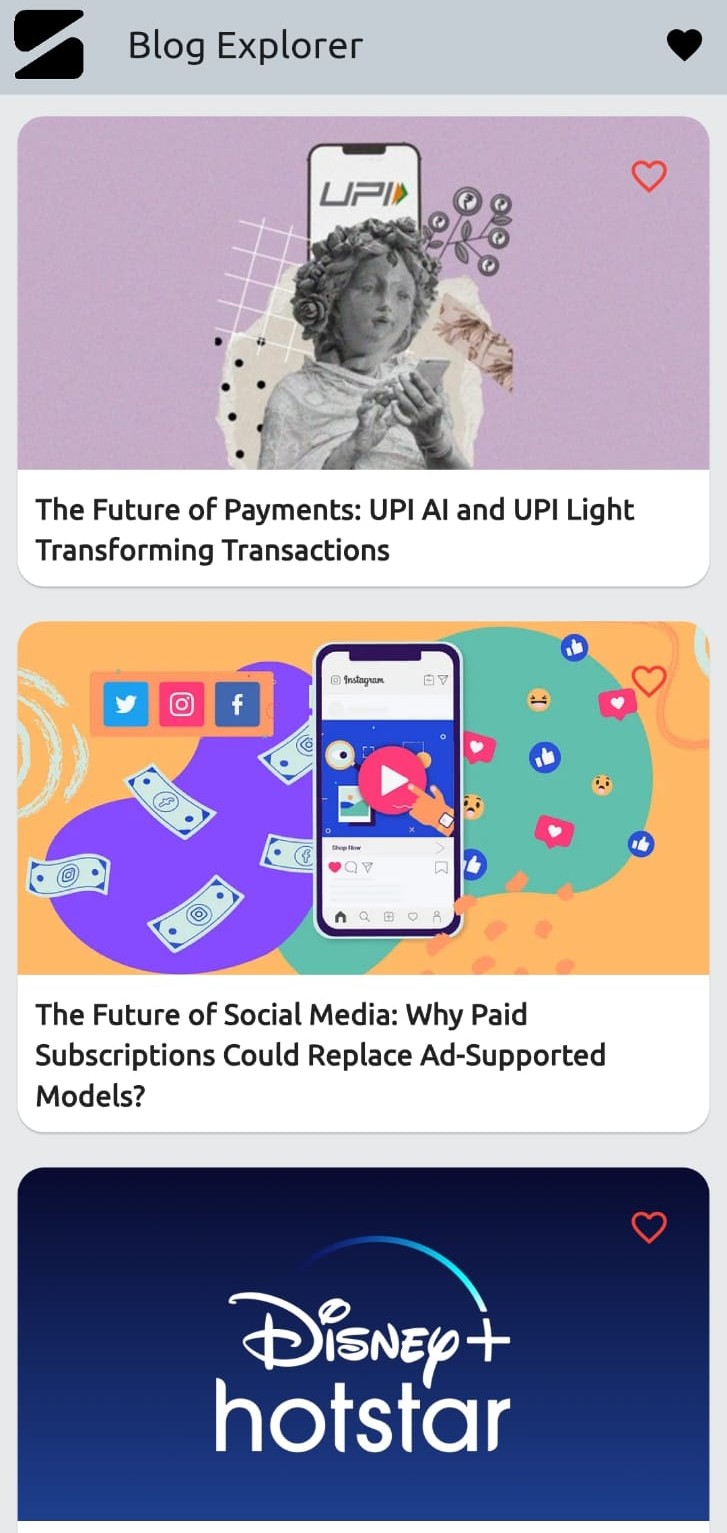 Blog Explorer
UPI
The Future of Payments: UPI AI and UPI Light
Transforming Transactions
Instagram
Shop Now
The Future of Social Media: Why Paid
Subscriptions Could Replace Ad-Supported
Models?
Disney+
hotstar